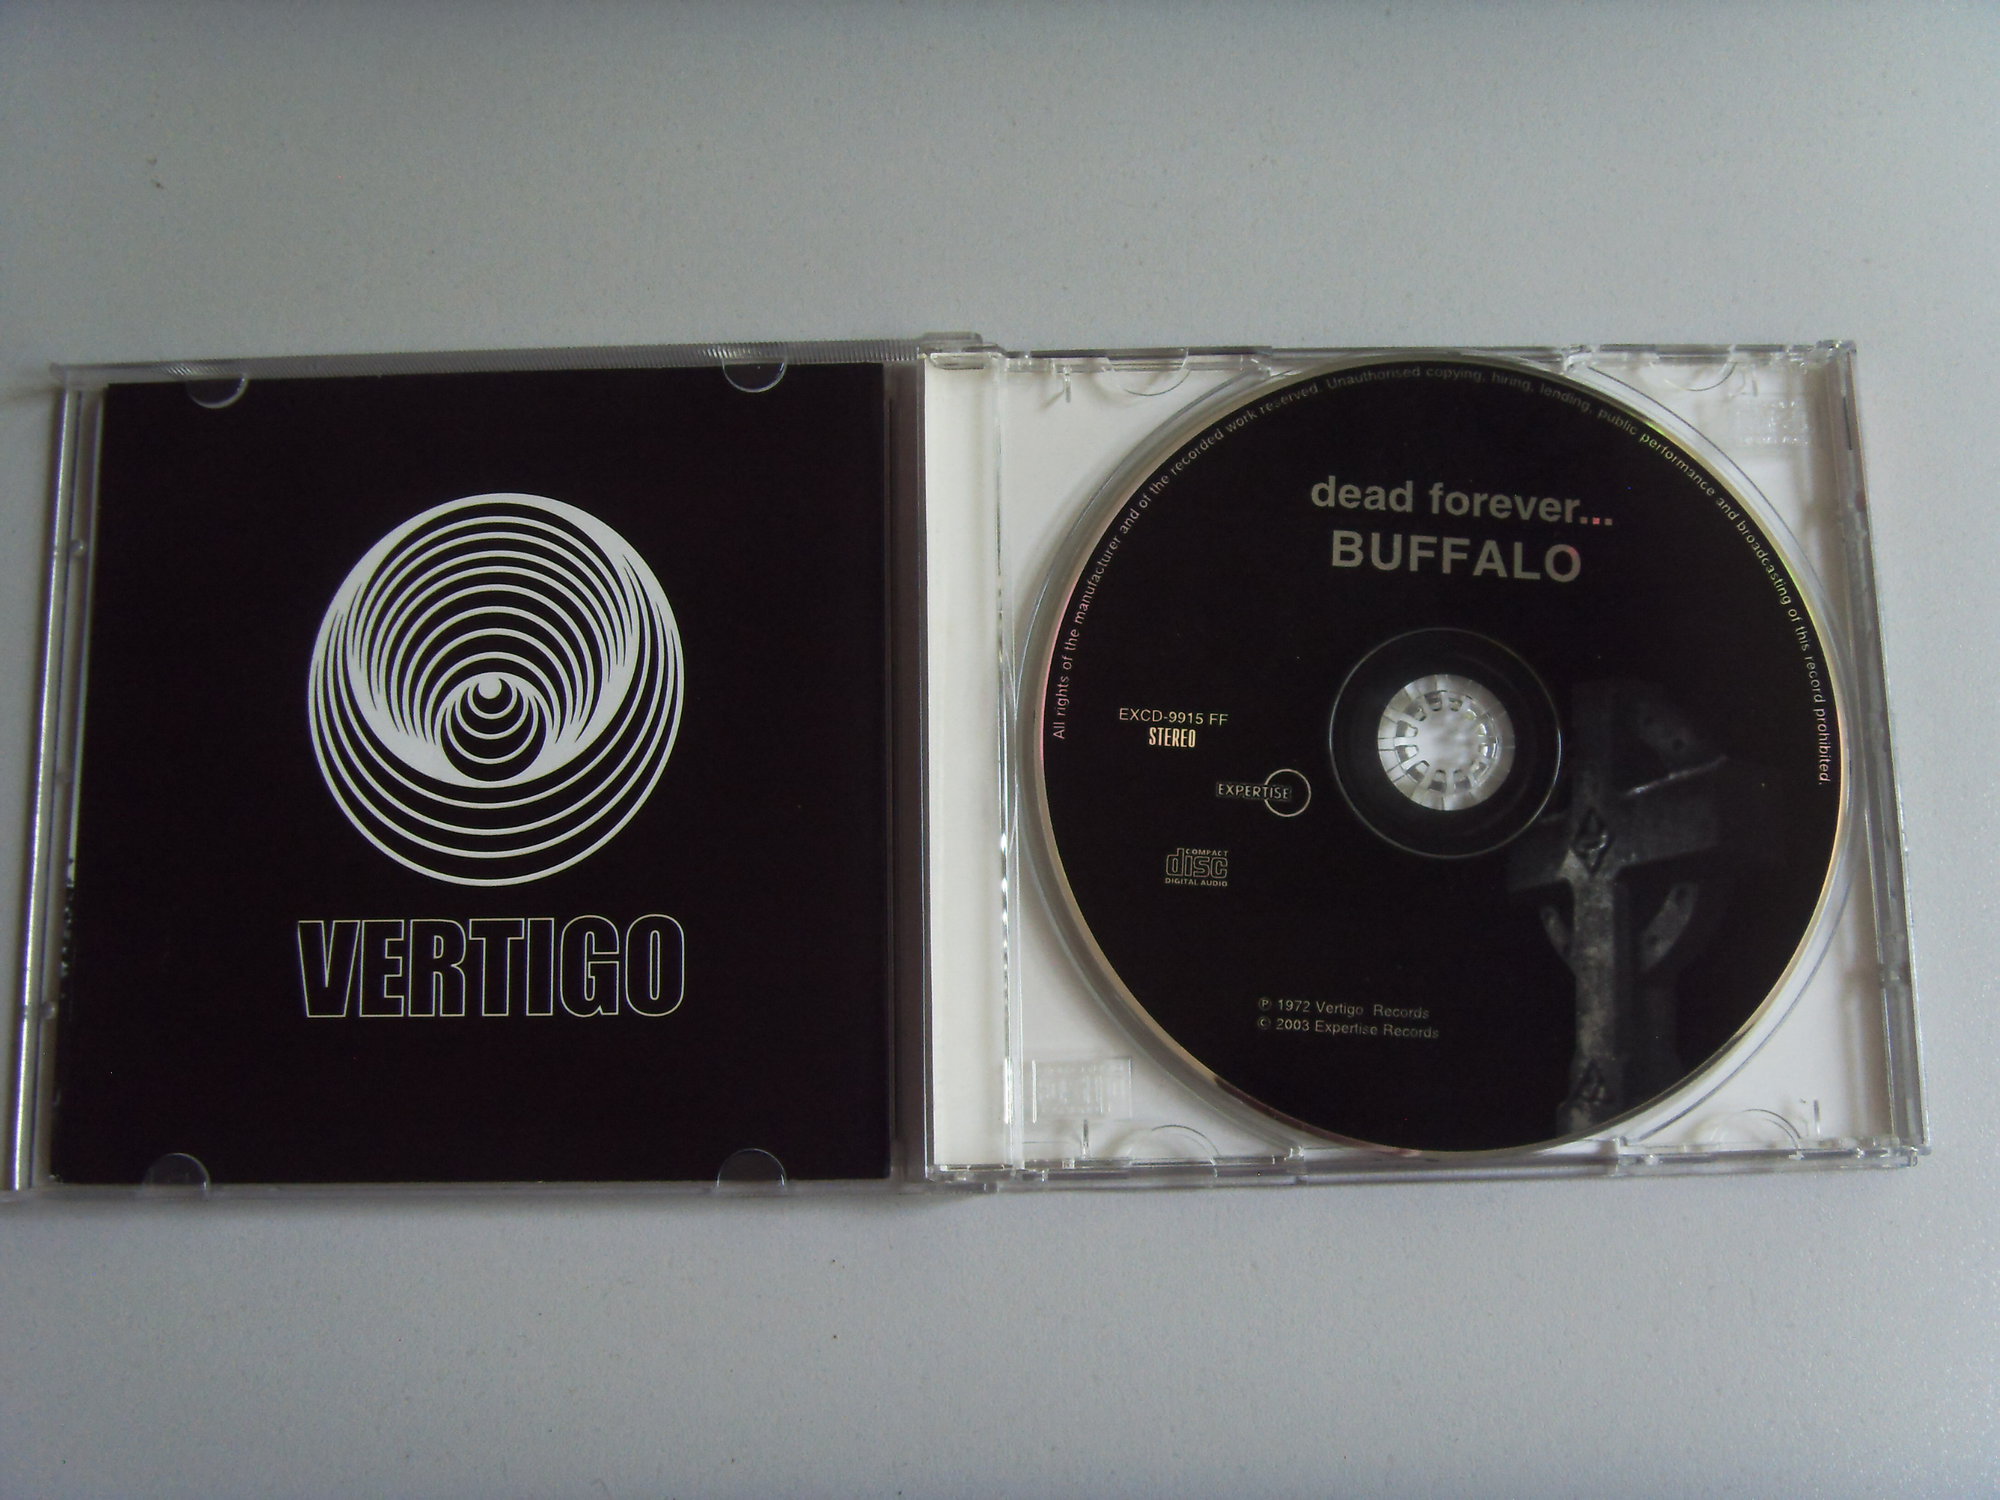 VERTIGO
All rights of the manufacturer and of the recorded work reserved. Unauthorised copying, hiring, lending, public performance and broadcasting of this record prohibited.
dead forever...
BUFFALO
EXCD-9915 FF
STEREO
EXPERTISE
COMPACT
disc
DIGITAL AUDIO
℗ 1972 Vertigo Records
© 2003 Expertise Records